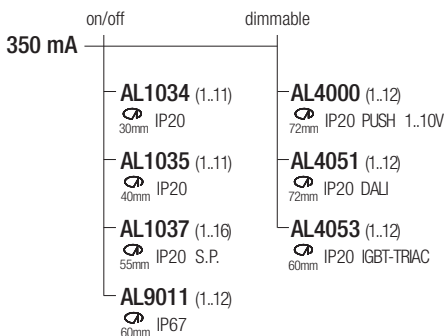 on/off dimmable
350 mA
AL1034 (1..11) AL4000 (1..12)
30mm IP20 72mm IP20 PUSH 1..10V
AL1035 (1..11) AL4051 (1..12)
40mm IP20 72mm IP20 DALI
AL1037 (1..16) AL4053 (1..12)
55mm IP20 S.P. 60mm IP20 IGBT-TRIAC
AL9011 (1..12)
60mm IP67